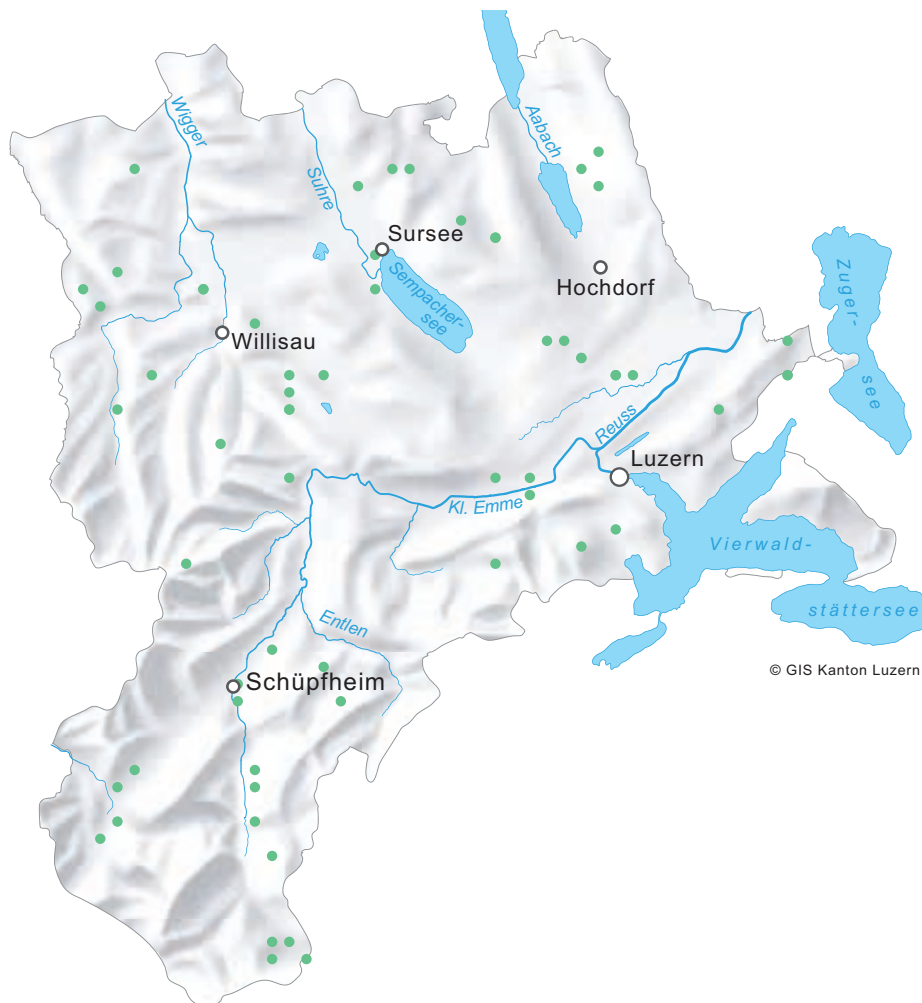 Wigger
Aabach
Suhre
Sursee
Zuger-
see
Hochdorf
Sempacher-
see
Willisau
Reuss
Luzern
Kl. Emme
Vierwald-
stättersee
Entlen
© GIS Kanton Luzern
Schüpfheim